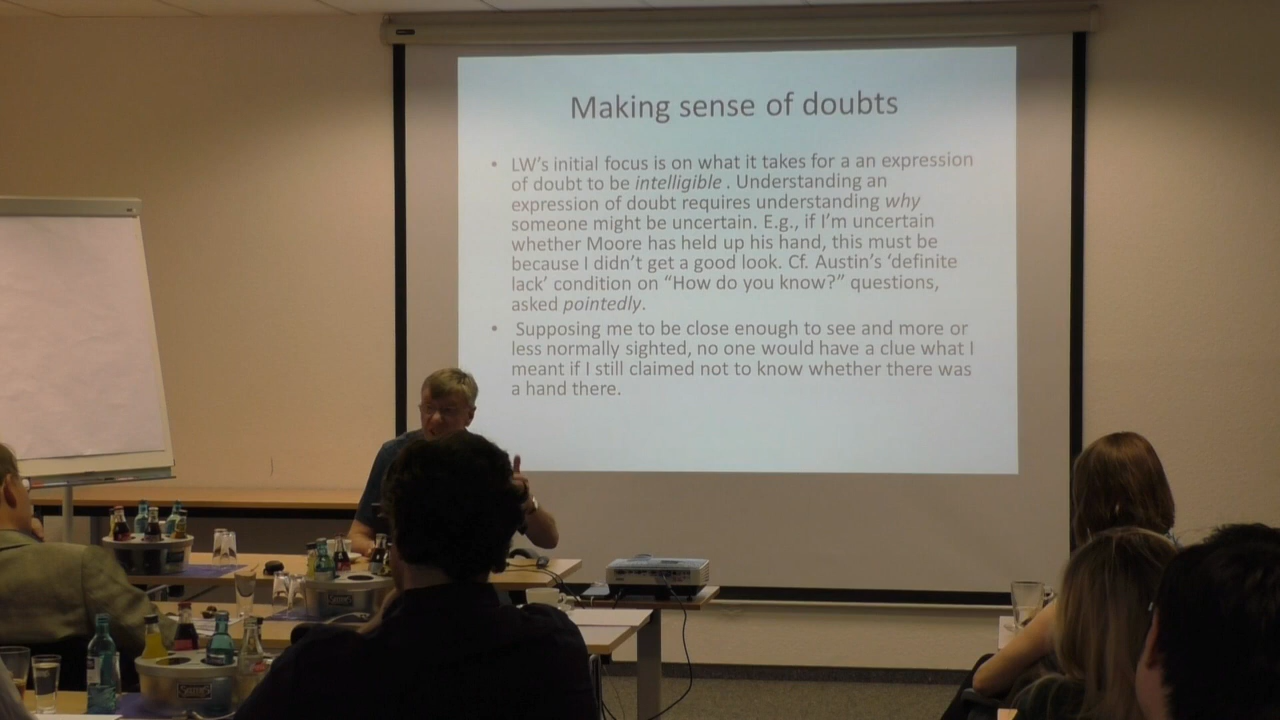 Making sense of doubts
• LW's initial focus is on what it takes for a an expression
of doubt to be intelligible . Understanding an
expression of doubt requires understanding why
someone might be uncertain. E.g., if I'm uncertain
whether Moore has held up his hand, this must be
because I didn't get a good look. Cf. Austin's ‘definite
lack’ condition on “How do you know?” questions,
asked pointedly.
• Supposing me to be close enough to see and more or
less normally sighted, no one would have a clue what I
meant if I still claimed not to know whether there was
a hand there.